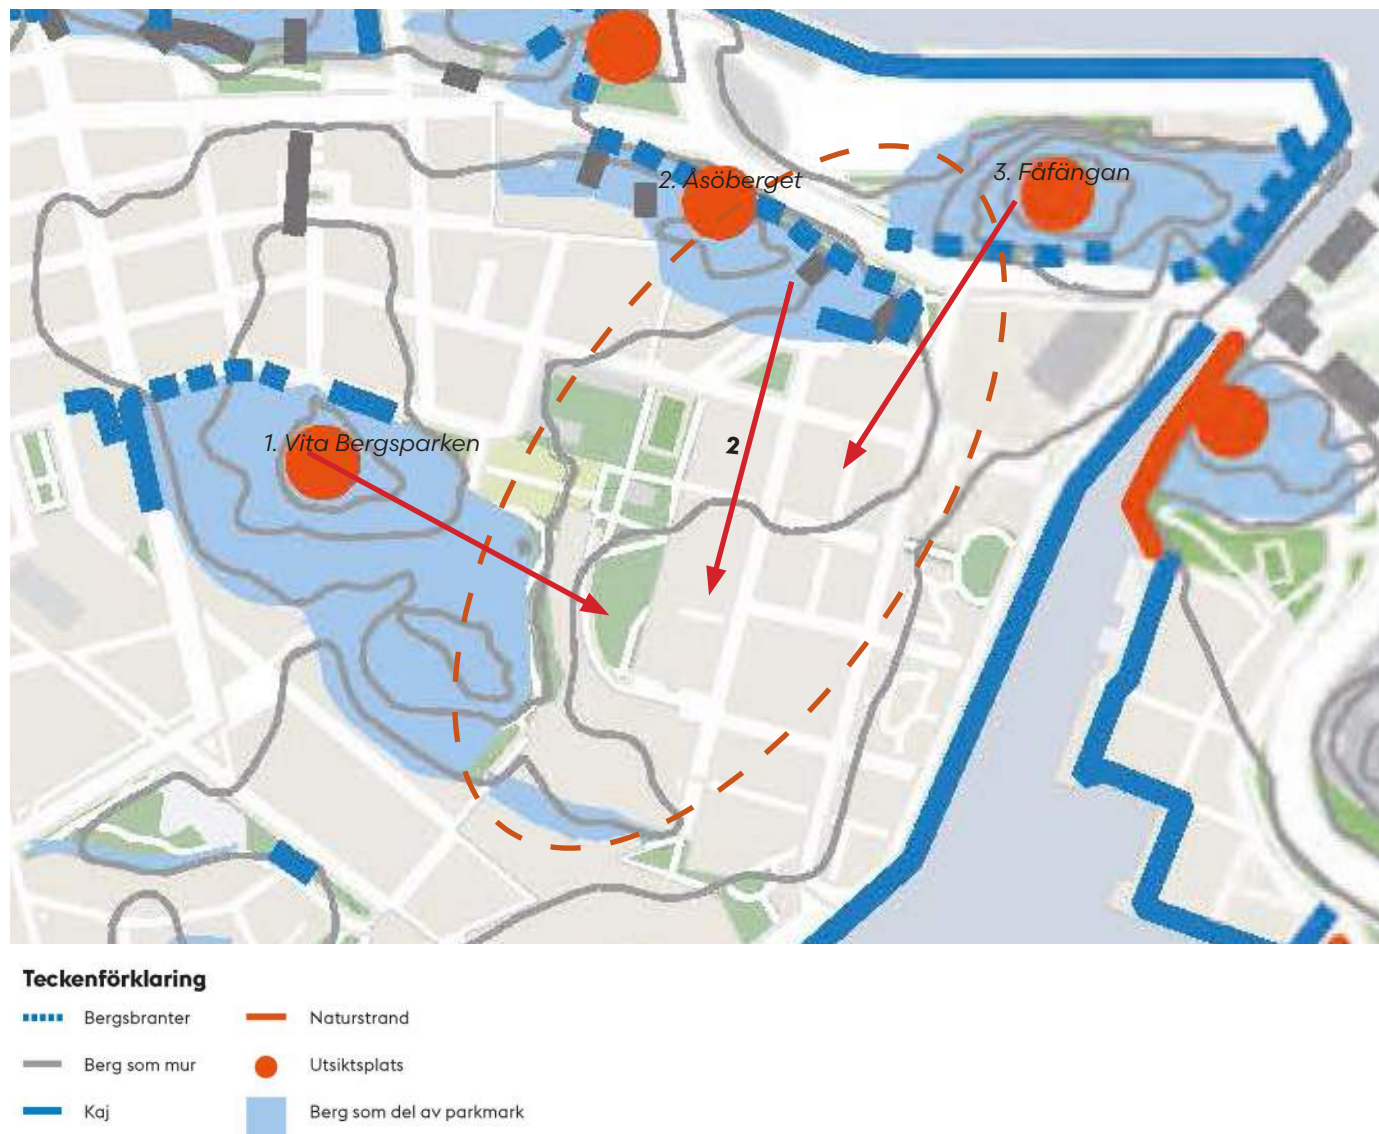 3. Fåfängan
2. Åsöberget
1. Vita Bergsparken
2
Teckenförklaring
Bergsbranter
Naturstrand
Berg som mur
Utsiktsplats
Kaj
Berg som del av parkmark